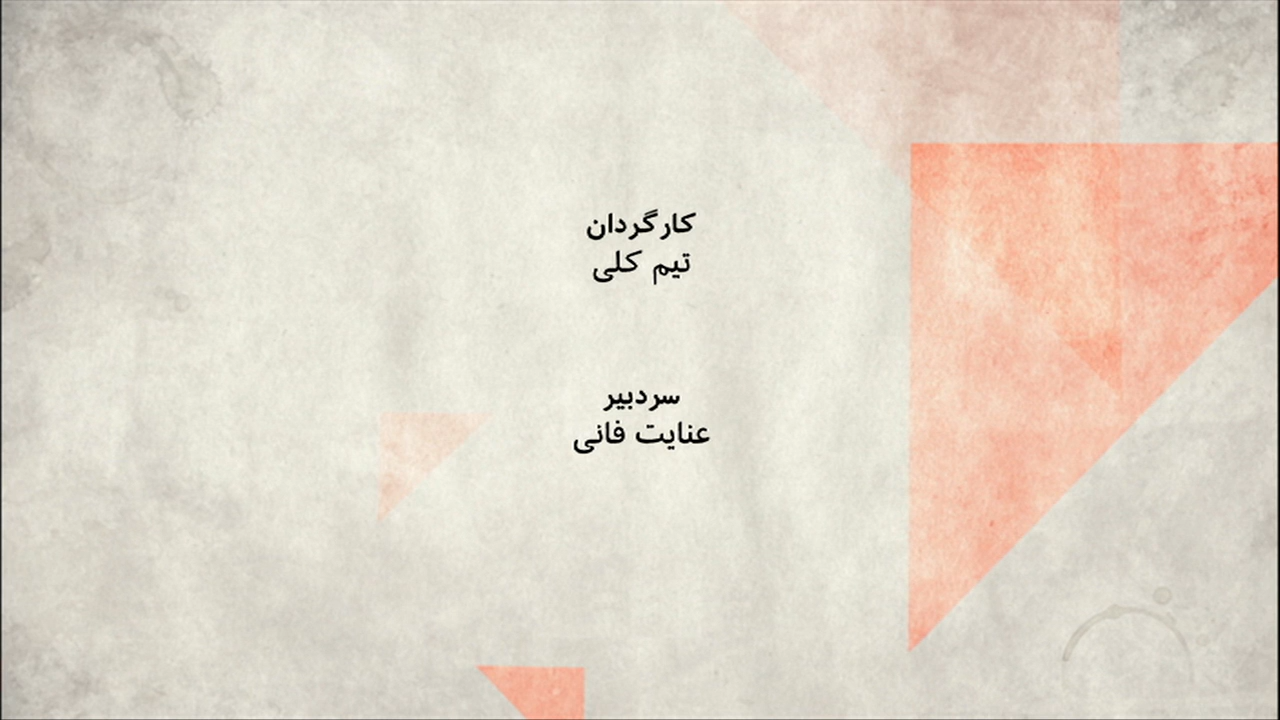 کارگردان
تیم کلی
سردبیر
عنایت فانی